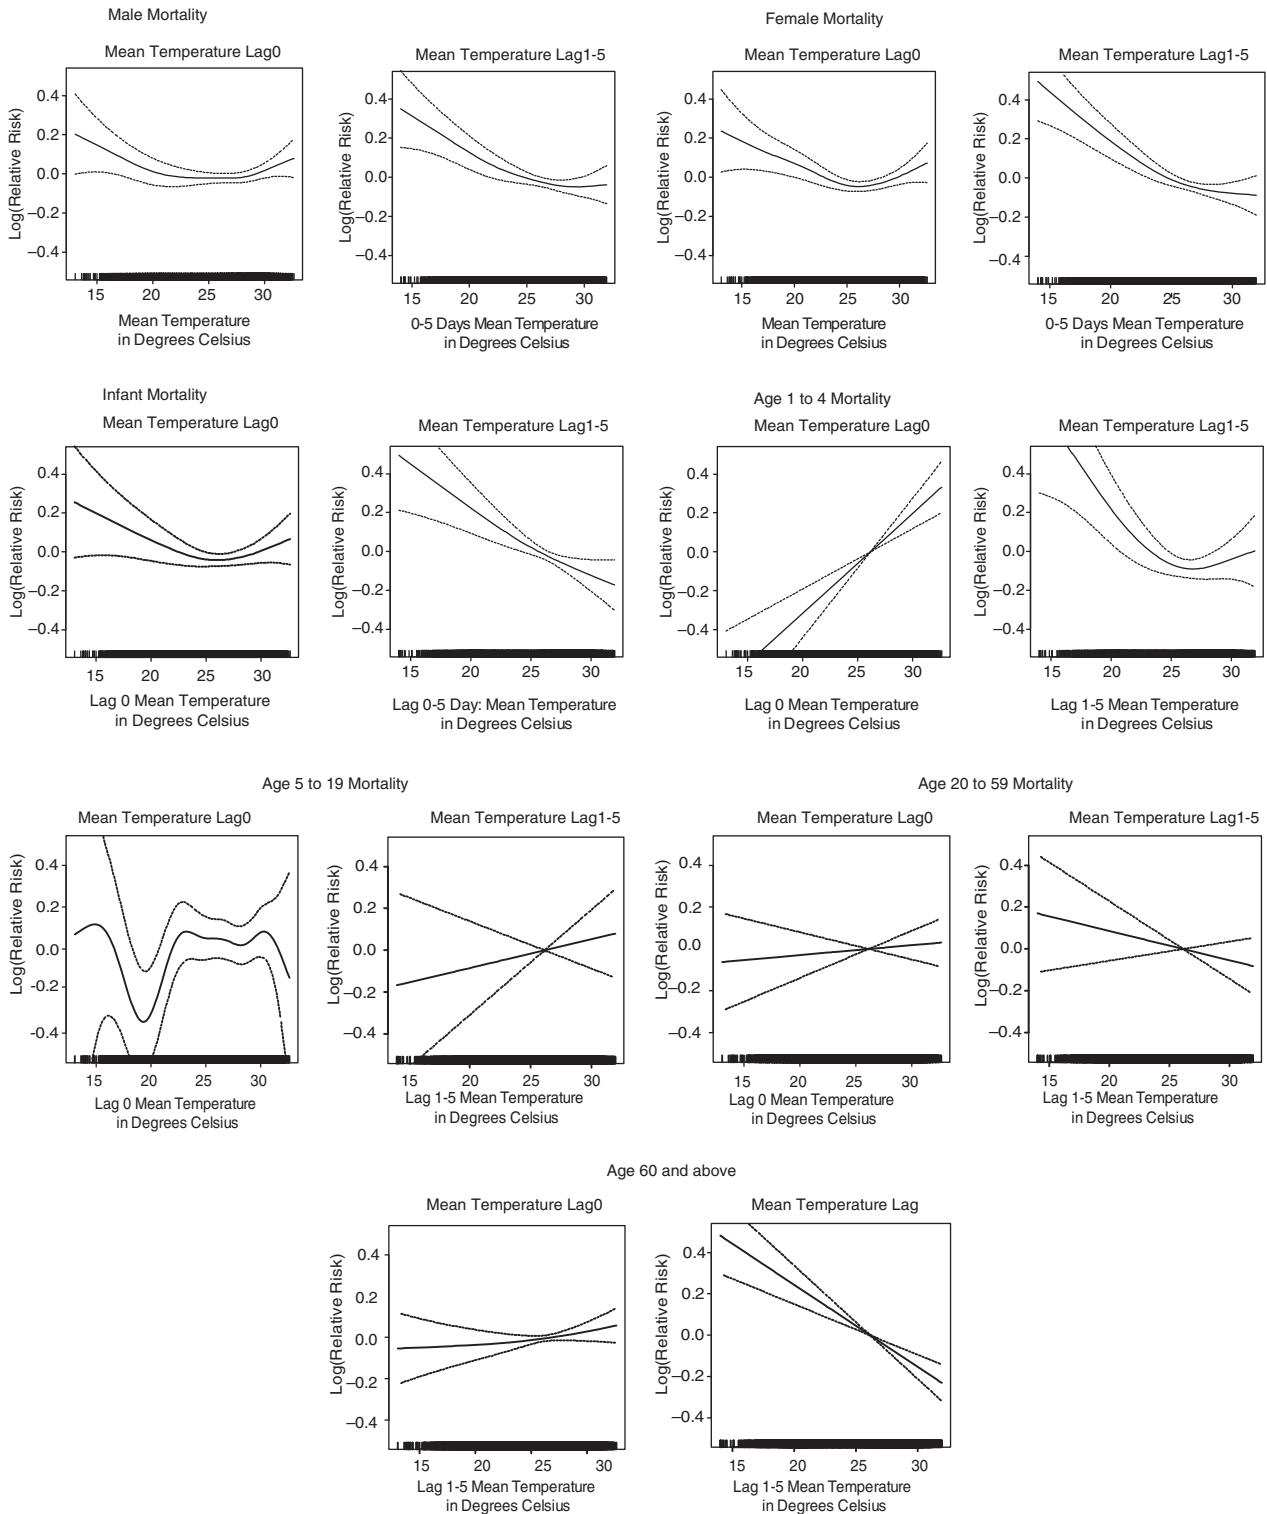 Male Mortality
Female Mortality
Mean Temperature Lag0
Mean Temperature Lag1-5
Mean Temperature Lag0
Mean Temperature Lag1-5
Log(Relative Risk)
0.4
0.2
0.0
−0.2
−0.4
15 20 25 30
Mean Temperature
in Degrees Celsius
Log(Relative Risk)
0.4
0.2
0.0
−0.2
−0.4
15 20 25 30
0-5 Days Mean Temperature
in Degrees Celsius
Log(Relative Risk)
0.4
0.2
0.0
−0.2
−0.4
15 20 25 30
Mean Temperature
in Degrees Celsius
Log(Relative Risk)
0.4
0.2
0.0
−0.2
−0.4
15 20 25 30
0-5 Days Mean Temperature
in Degrees Celsius
Infant Mortality
Age 1 to 4 Mortality
Mean Temperature Lag0
Mean Temperature Lag1-5
Mean Temperature Lag0
Mean Temperature Lag1-5
Log(Relative Risk)
0.4
0.2
0.0
−0.2
−0.4
15 20 25 30
Lag 0 Mean Temperature
in Degrees Celsius
Log(Relative Risk)
0.4
0.2
0.0
−0.2
−0.4
15 20 25 30
Lag 0-5 Day: Mean Temperature
in Degrees Celsius
Log(Relative Risk)
0.4
0.2
0.0
−0.2
−0.4
15 20 25 30
Lag 0 Mean Temperature
in Degrees Celsius
Log(Relative Risk)
0.4
0.2
0.0
−0.2
−0.4
15 20 25 30
Lag 1-5 Mean Temperature
in Degrees Celsius
Age 5 to 19 Mortality
Age 20 to 59 Mortality
Mean Temperature Lag0
Mean Temperature Lag1-5
Mean Temperature Lag0
Mean Temperature Lag1-5
Log(Relative Risk)
0.4
0.2
0.0
-0.2
-0.4
15 20 25 30
Lag 0 Mean Temperature
in Degrees Celsius
Log(Relative Risk)
0.4
0.2
0.0
−0.2
−0.4
15 20 25 30
Lag 1-5 Mean Temperature
in Degrees Celsius
Log(Relative Risk)
0.4
0.2
0.0
−0.2
−0.4
15 20 25 30
Lag 0 Mean Temperature
in Degrees Celsius
Log(Relative Risk)
0.4
0.2
0.0
−0.2
−0.4
15 20 25 30
Lag 1-5 Mean Temperature
in Degrees Celsius
Age 60 and above
Mean Temperature Lag0
Mean Temperature Lag
Log(Relative Risk)
0.4
0.2
0.0
−0.2
−0.4
15 20 25 30
Lag 1-5 Mean Temperature
in Degrees Celsius
Log(Relative Risk)
0.4
0.2
0.0
−0.2
−0.4
15 20 25 30
Lag 1-5 Mean Temperature
in Degrees Celsius